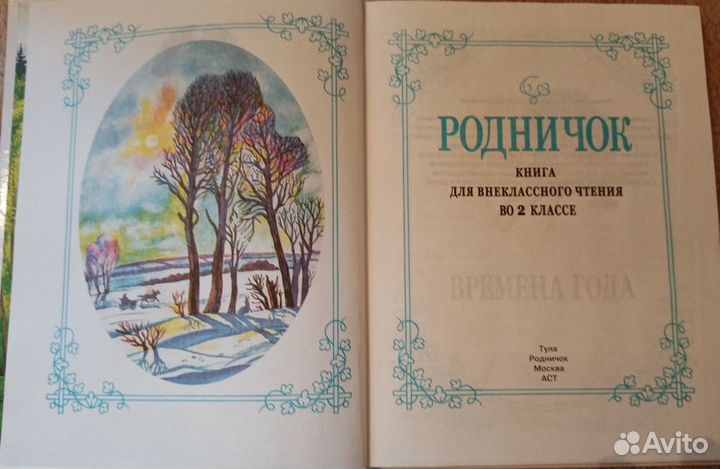 РОДНИЧОК
КНИГА
ДЛЯ ВНЕКЛАССНОГО ЧТЕНИЯ
ВО 2 КЛАССЕ
ВРЕМЕНА ГОДА
Тула
Родничок
Москва
АСТ
Avito